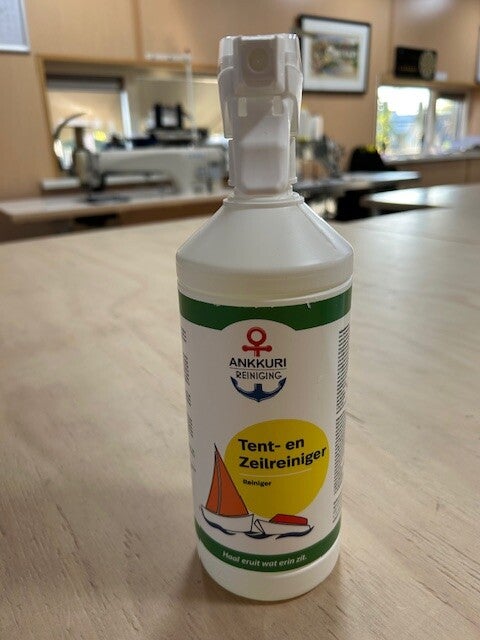 ANKKURI
REINIGING
Tent- en
Zeilreiniger
Reiniger
Haal eruit wat erin zit.